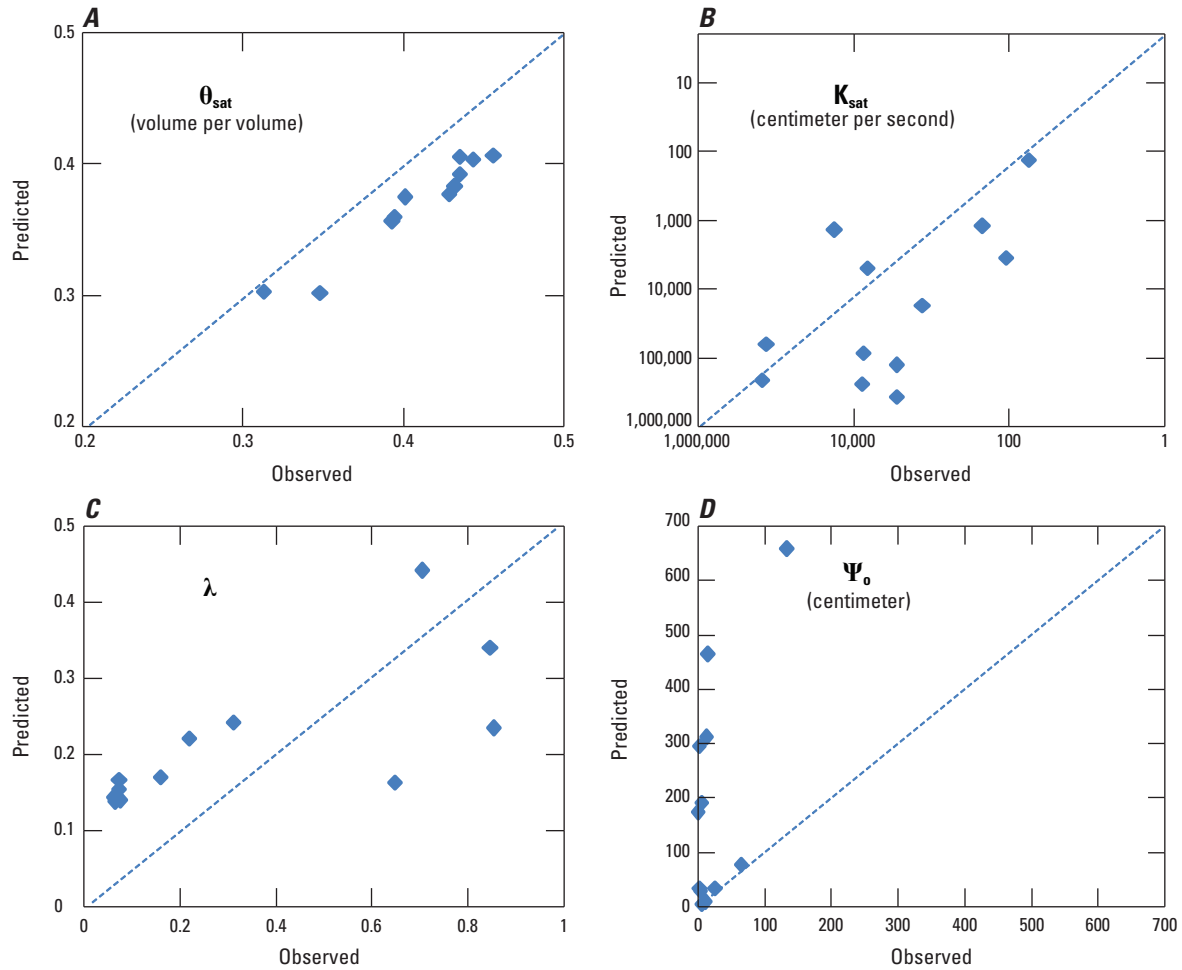 A
0.5
0.4
0.3
0.2
Predicted
θsat
(volume per volume)
0.2
0.3
0.4
0.5
Observed
B
10
100
1,000
10,000
100,000
1,000,000
Predicted
Ksat
(centimeter per second)
1,000,000
10,000
100
1
Observed
C
0.5
0.4
0.3
0.2
0.1
0
Predicted
λ
0
0.2
0.4
0.6
0.8
1
Observed
D
700
600
500
400
300
200
100
0
Predicted
Ψo
(centimeter)
0
100
200
300
400
500
600
700
Observed